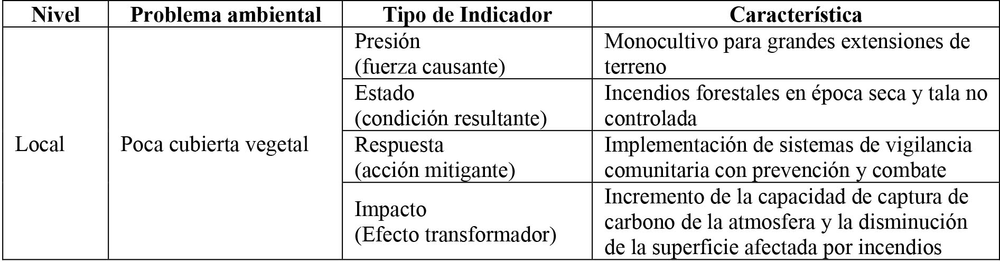 Nivel Problema ambiental Tipo de Indicador Característica
Local
Poca cubierta vegetal
Presión
(fuerza causante)
Monocultivo para grandes extensiones de
terreno
Estado
(condición resultante)
Incendios forestales en época seca y tala no
controlada
Respuesta
(acción mitigante)
Implementación de sistemas de vigilancia
comunitaria con prevención y combate
Impacto
(Efecto transformador)
Incremento de la capacidad de captura de
carbono de la atmosfera y la disminución
de la superficie afectada por incendios